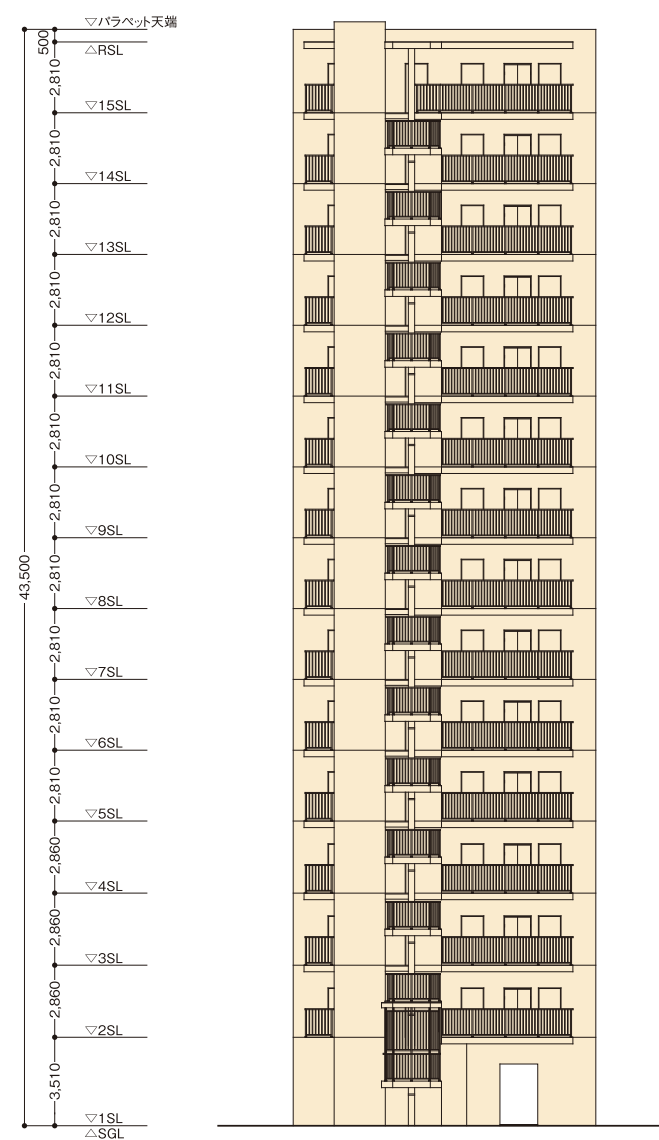 ▽パラペット天端
500
△RSL
2,810
▽15SL
2,810
▽14SL
2,810
▽13SL
2,810
▽12SL
2,810
▽11SL
2,810
▽10SL
2,810
▽9SL
43,500
2,810
▽8SL
2,810
▽7SL
2,810
▽6SL
2,810
▽5SL
2,860
▽4SL
2,860
▽3SL
2,860
▽2SL
3,510
▽1SL
△SGL